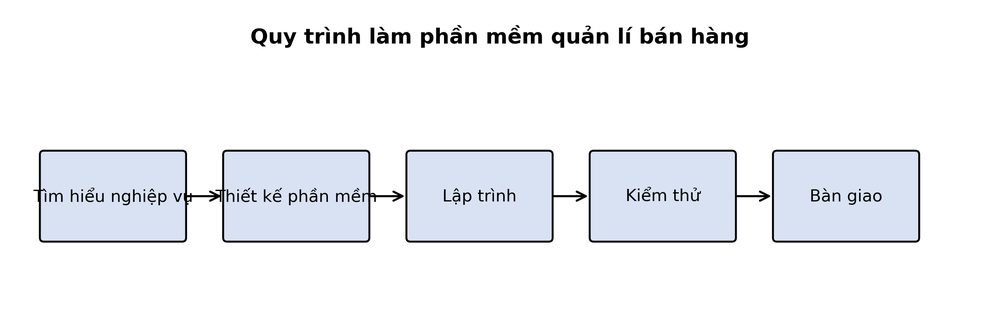 Quy trình làm phần mềm quản lí bán hàng
Tìm hiểu nghiệp vụ
Thiết kế phần mềm
Lập trình
Kiểm thử
Bàn giao